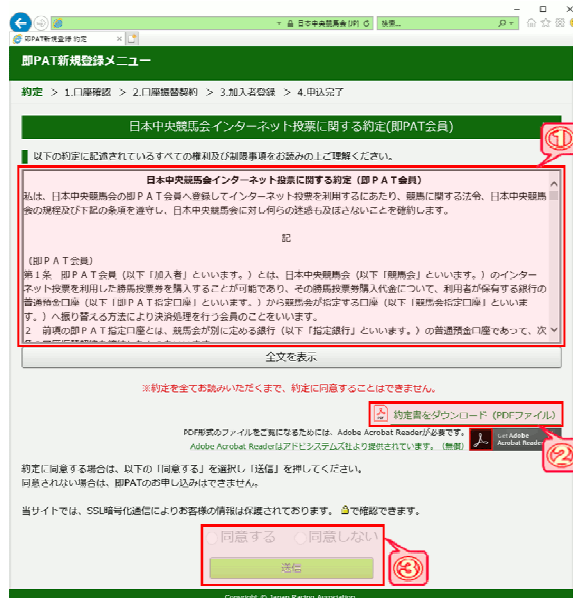 日本中央競馬会 [JP]
検索...
即PAT新規登録 約定
即PAT新規登録メニュー
約定 > 1.口座確認 > 2.口座振替契約 > 3.加入者登録 > 4.申込完了
日本中央競馬会インターネット投票に関する約定(即PAT会員)
①
以下の約定に記述されているすべての権利及び制限事項をお読みの上ご理解ください。
日本中央競馬会インターネット投票に関する約定(即PAT会員)
私は、日本中央競馬会の即PAT会員へ登録してインターネット投票を利用するにあたり、競馬に関する法令、日本中央競馬
会の規程及び下記の条項を遵守し、日本中央競馬会に対し何らの迷惑も及ぼさないことを確約します。
記
(即PAT会員)
第1条 即PAT会員(以下「加入者」といいます。)とは、日本中央競馬会(以下「競馬会」といいます。)のインター
ネット投票を利用した勝馬投票券を購入することが可能であり、その勝馬投票券購入代金について、利用者が保有する銀行の
普通預金口座(以下「即PAT指定口座」といいます。)から競馬会が指定する口座(以下「競馬会指定口座」といいま
す。)へ振り替える方法により決済処理を行う会員のことをいいます。
2 前項の即PAT指定口座とは、競馬会が別に定める銀行(以下「指定銀行」といいます。)の普通預金口座であって、次
全文を表示
※約定を全てお読みいただくまで、約定に同意することはできません。
約定書をダウンロード(PDFファイル)
PDF形式のファイルをご覧になるためには、Adobe Acrobat Readerが必要です。
Adobe Acrobat Readerはアドビシステムズ社より提供されています。(無償)
Get Adobe
Acrobat Reader
②
約定に同意する場合は、以下の「同意する」を選択し「送信」を押してください。
同意されない場合は、即PATのお申し込みはできません。
当サイトでは、SSL暗号化通信によりお客様の情報は保護されております。で確認できます。
同意する 同意しない
送信
③
Copyright © Japan Racing Association